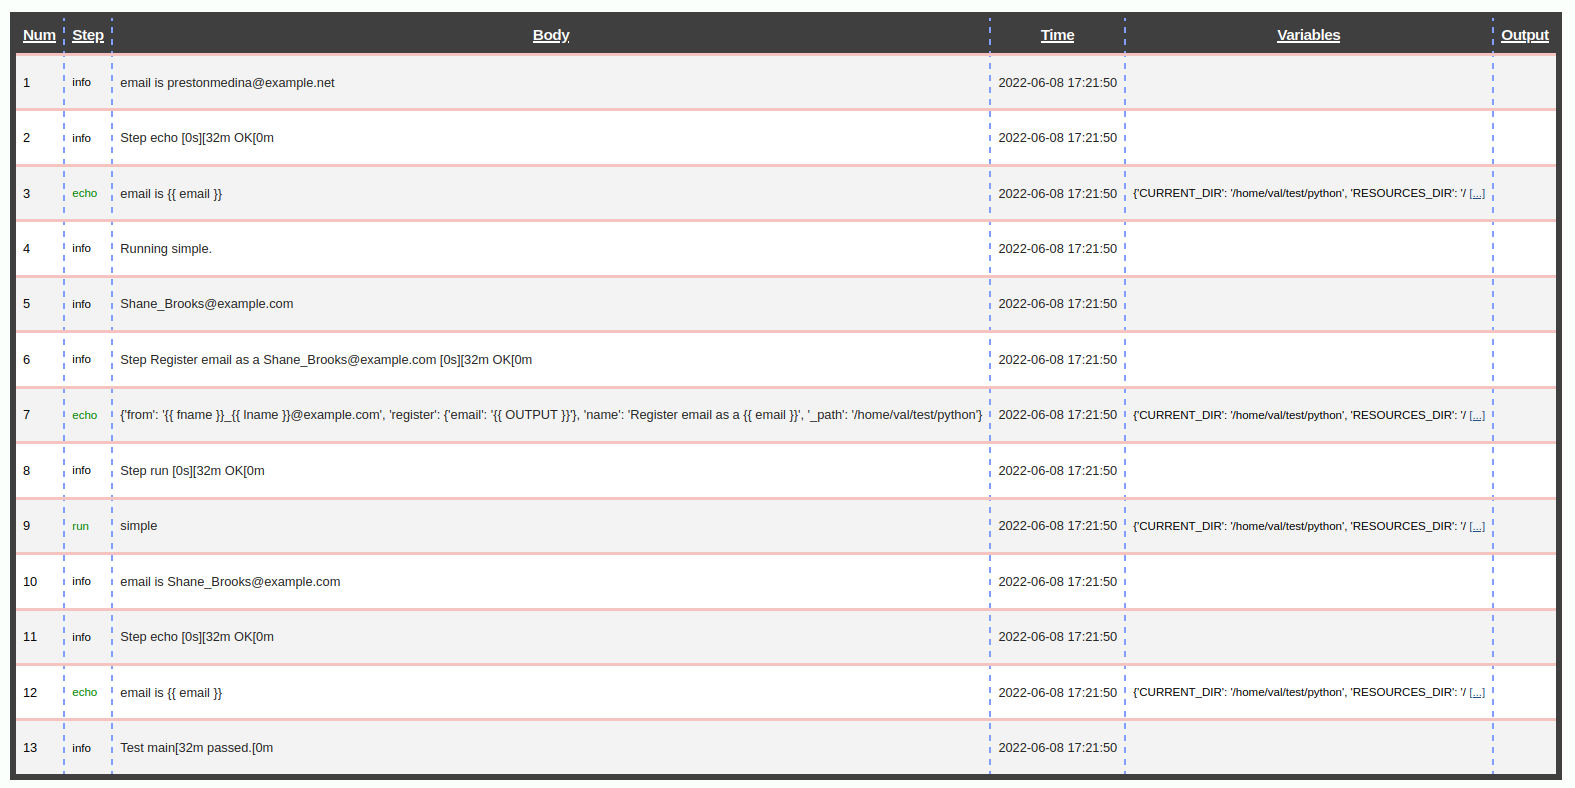 Num Step Body Time Variables Output
1 info email is prestonmedina@example.net 2022-06-08 17:21:50
2 info Step echo [0s][32m OK[0m 2022-06-08 17:21:50
3 echo email is {{ email }} 2022-06-08 17:21:50 {'CURRENT_DIR': '/home/val/test/python', 'RESOURCES_DIR': '/ [...]
4 info Running simple. 2022-06-08 17:21:50
5 info Shane_Brooks@example.com 2022-06-08 17:21:50
6 info Step Register email as a Shane_Brooks@example.com [0s][32m OK[0m 2022-06-08 17:21:50
7 echo {'from': '{{ fname }}_{{ lname }}@example.com', 'register': {'email': '{{ OUTPUT }}'}, 'name': 'Register email as a {{ email }}', '_path': '/home/val/test/python'} 2022-06-08 17:21:50 {'CURRENT_DIR': '/home/val/test/python', 'RESOURCES_DIR': '/ [...]
8 info Step run [0s][32m OK[0m 2022-06-08 17:21:50
9 run simple 2022-06-08 17:21:50 {'CURRENT_DIR': '/home/val/test/python', 'RESOURCES_DIR': '/ [...]
10 info email is Shane_Brooks@example.com 2022-06-08 17:21:50
11 info Step echo [0s][32m OK[0m 2022-06-08 17:21:50
12 echo email is {{ email }} 2022-06-08 17:21:50 {'CURRENT_DIR': '/home/val/test/python', 'RESOURCES_DIR': '/ [...]
13 info Test main[32m passed.[0m 2022-06-08 17:21:50